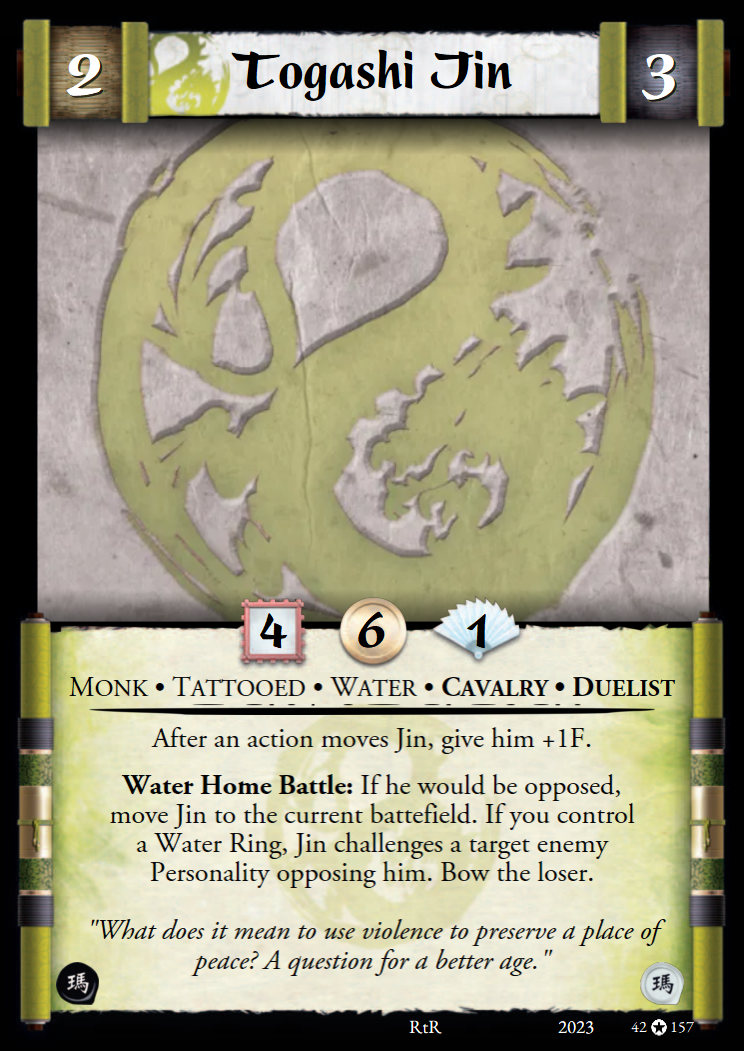 2 Togashi Jin 3
4 6 1
MONK • TATTOOED • WATER • CAVALRY • DUELIST
After an action moves Jin, give him +1F.
Water Home Battle: If he would be opposed,
move Jin to the current battefield. If you control
a Water Ring, Jin challenges a target enemy
Personality opposing him. Bow the loser.
"What does it mean to use violence to preserve a place of
peace? A question for a better age."
瑪 瑪
RtR 2023 42 157